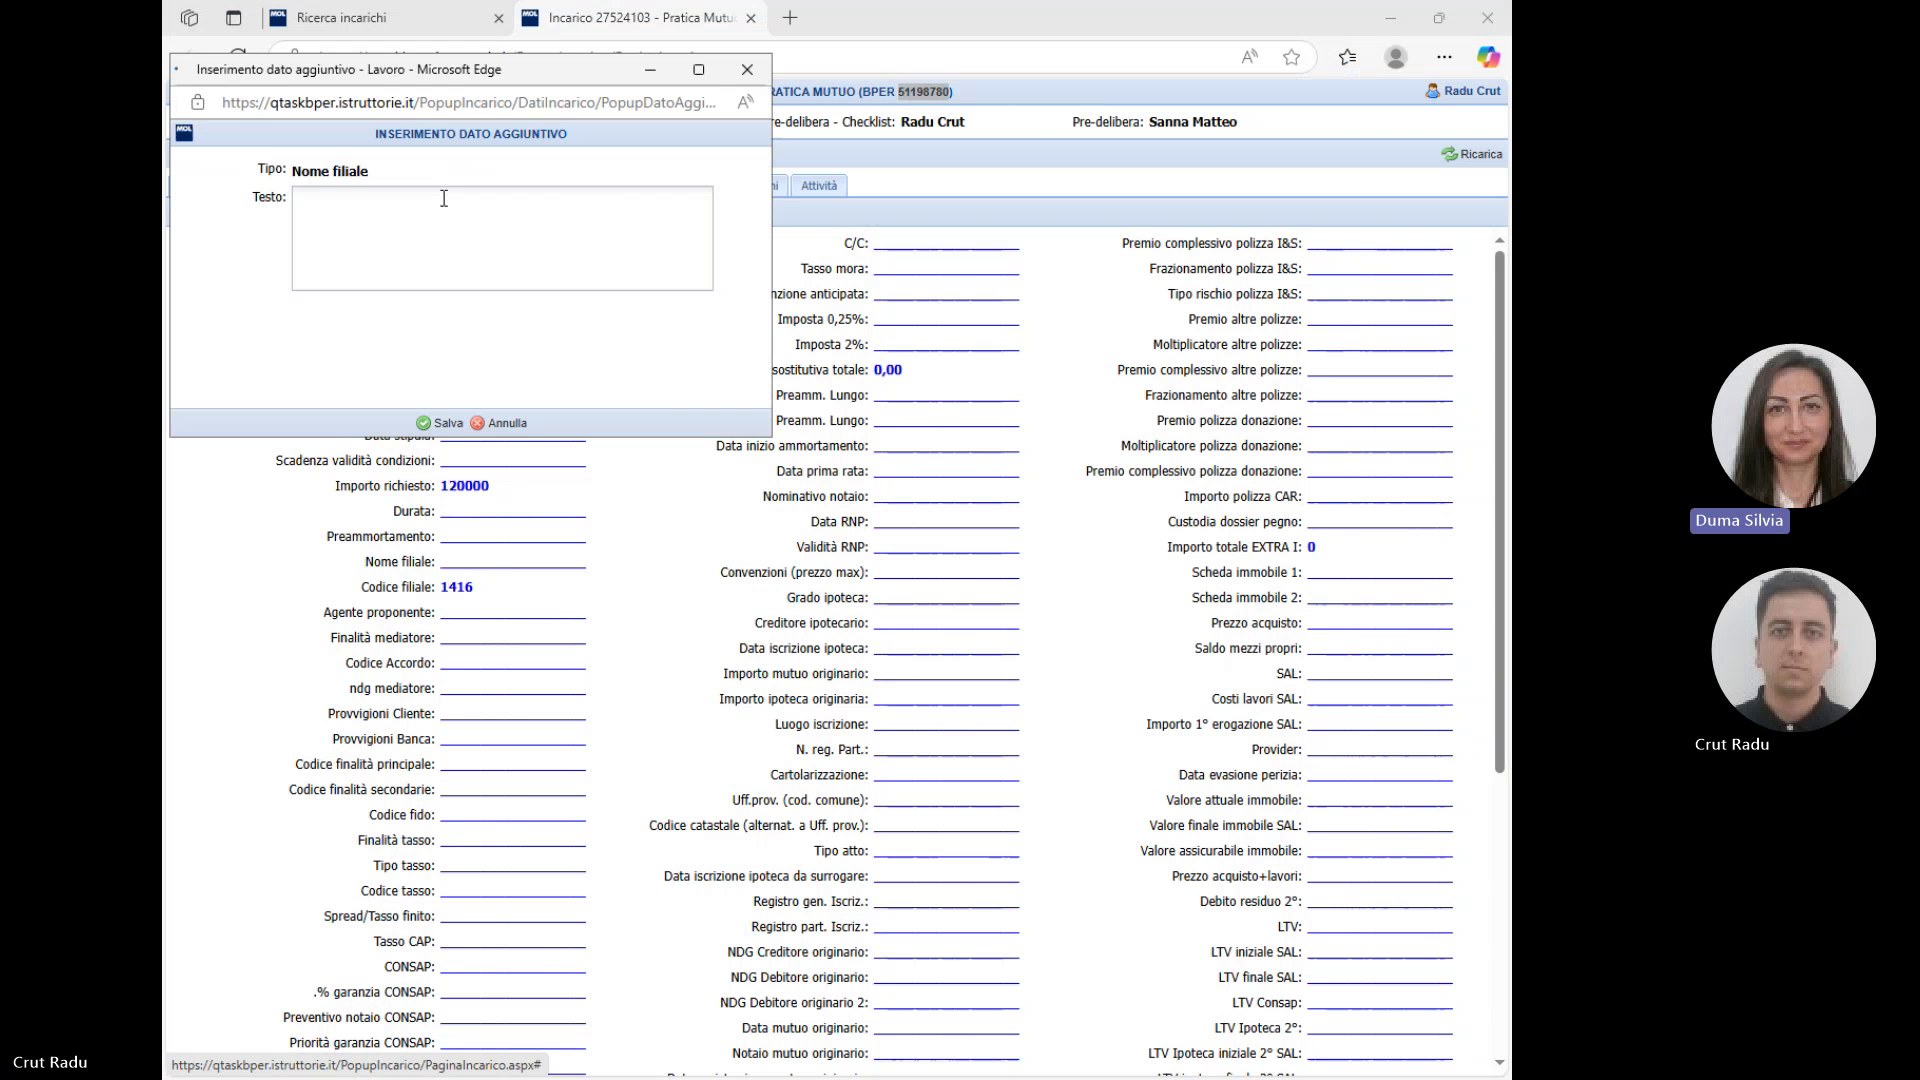 Ricerca incarichi
Incarico 27524103 - Pratica Mutu
Inserimento dato aggiuntivo - Lavoro - Microsoft Edge
https://qtaskbper.istruttorie.it/PopupIncarico/DatiIncarico/PopupDatoAggi...
MOL
INSERIMENTO DATO AGGIUNTIVO
Tipo: Nome filiale
Testo:
Salva Annulla
RATICA MUTUO (BPER 51198780)
Radu Crut
re-delibera - Checklist: Radu Crut
Pre-delibera: Sanna Matteo
Ricarica
ni
Attività
Data stipula:
Scadenza validità condizioni:
Importo richiesto: 120000
Durata:
Preammortamento:
Nome filiale:
Codice filiale: 1416
Agente proponente:
Finalità mediatore:
Codice Accordo:
ndg mediatore:
Provvigioni Cliente:
Provvigioni Banca:
Codice finalità principale:
Codice finalità secondarie:
Codice fido:
Finalità tasso:
Tipo tasso:
Codice tasso:
Spread/Tasso finito:
Tasso CAP:
CONSAP:
.% garanzia CONSAP:
Preventivo notaio CONSAP:
Priorità garanzia CONSAP:
C/C:
Tasso mora:
nzione anticipata:
Imposta 0,25%:
Imposta 2%:
sostitutiva totale: 0,00
Preamm. Lungo:
Preamm. Lungo:
Data inizio ammortamento:
Data prima rata:
Nominativo notaio:
Data RNP:
Validità RNP:
Convenzioni (prezzo max):
Grado ipoteca:
Creditore ipotecario:
Data iscrizione ipoteca:
Importo mutuo originario:
Importo ipoteca originaria:
Luogo iscrizione:
N. reg. Part.:
Cartolarizzazione:
Uff.prov. (cod. comune):
Codice catastale (alternat. a Uff. prov.):
Tipo atto:
Data iscrizione ipoteca da surrogare:
Registro gen. Iscriz.:
Registro part. Iscriz.:
NDG Creditore originario:
NDG Debitore originario:
NDG Debitore originario 2:
Data mutuo originario:
Notaio mutuo originario:
Premio complessivo polizza I&S:
Frazionamento polizza I&S:
Tipo rischio polizza I&S:
Premio altre polizze:
Moltiplicatore altre polizze:
Premio complessivo altre polizze:
Frazionamento altre polizze:
Premio polizza donazione:
Moltiplicatore polizza donazione:
Premio complessivo polizza donazione:
Importo polizza CAR:
Custodia dossier pegno:
Importo totale EXTRA I: 0
Scheda immobile 1:
Scheda immobile 2:
Prezzo acquisto:
Saldo mezzi propri:
SAL:
Costi lavori SAL:
Importo 1° erogazione SAL:
Provider:
Data evasione perizia:
Valore attuale immobile:
Valore finale immobile SAL:
Valore assicurabile immobile:
Prezzo acquisto+lavori:
Debito residuo 2°:
LTV:
LTV iniziale SAL:
LTV finale SAL:
LTV Consap:
LTV Ipoteca 2°:
LTV Ipoteca iniziale 2° SAL:
https://qtaskbper.istruttorie.it/PopupIncarico/PaginaIncarico.aspx#
Duma Silvia
Crut Radu
Crut Radu